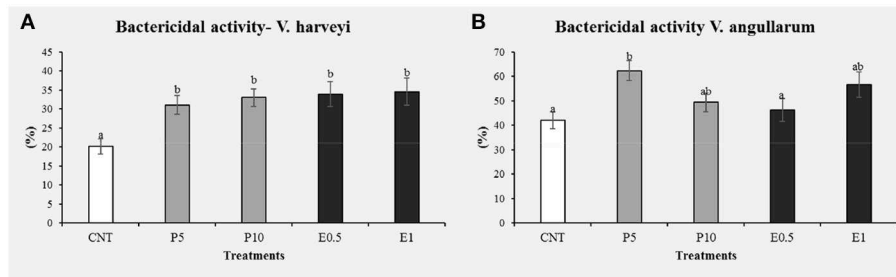 A
Bactericidal activity- V. harveyi
45
40
35
30
25
20
15
10
5
0
(%)
a
b
b
b
b
CNT
P5
P10
E0.5
E1
Treatments
B
Bactericidal activity V. angullarum
70
60
50
40
30
20
10
0
(%)
a
b
ab
a
ab
CNT
P5
P10
E0.5
E1
Treatments